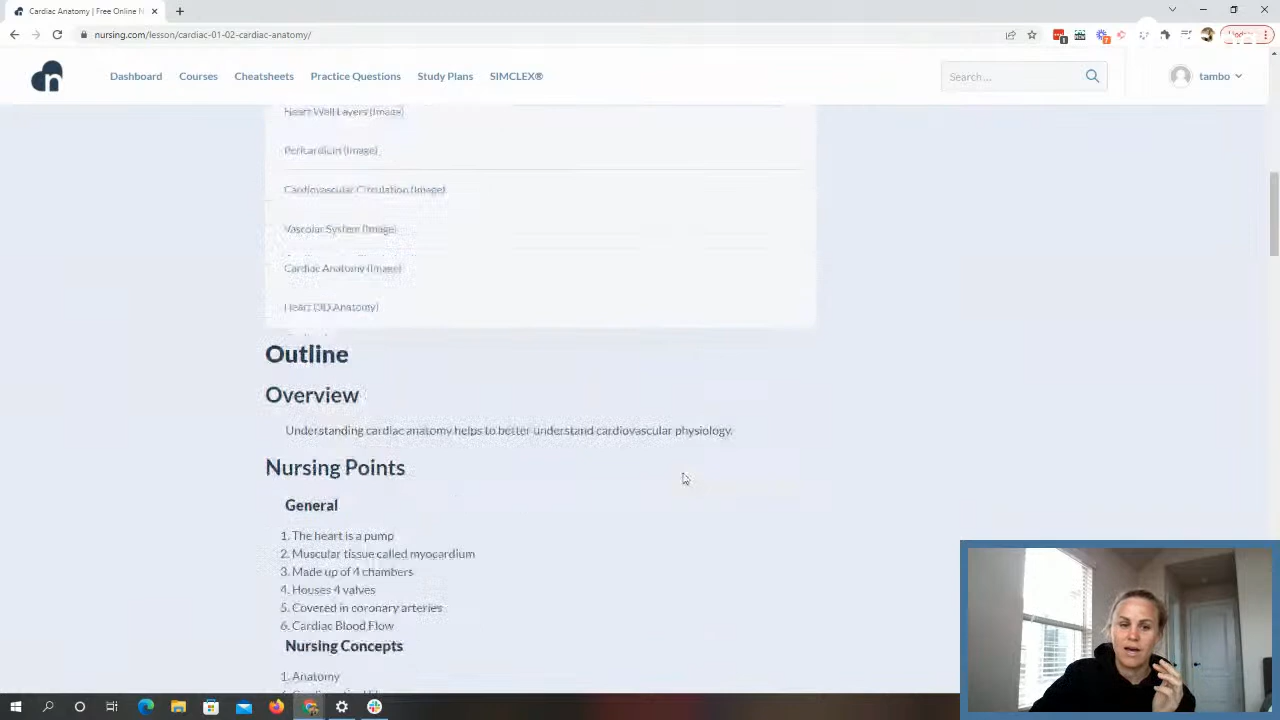 Cardiac Anatomy | Free Online N
nursing.com/lesson/cardiac-01-02-cardiac-anatomy/
n
Dashboard
Courses
Cheatsheets
Practice Questions
Study Plans
SIMCLEX®
Search...
tambo
Heart Wall Layers (Image)
Pericardium (Image)
Cardiovascular Circulation (Image)
Vascular System (Image)
Cardiac Anatomy (Image)
Heart (3D Anatomy)
Outline
Overview
Understanding cardiac anatomy helps to better understand cardiovascular physiology.
Nursing Points
General
1. The heart is a pump
2. Muscular tissue called myocardium
3. Made up of 4 chambers
4. Houses 4 valves
5. Covered in coronary arteries
6. Cardiac Blood Flow
Nursing Concepts
1. Anatomy